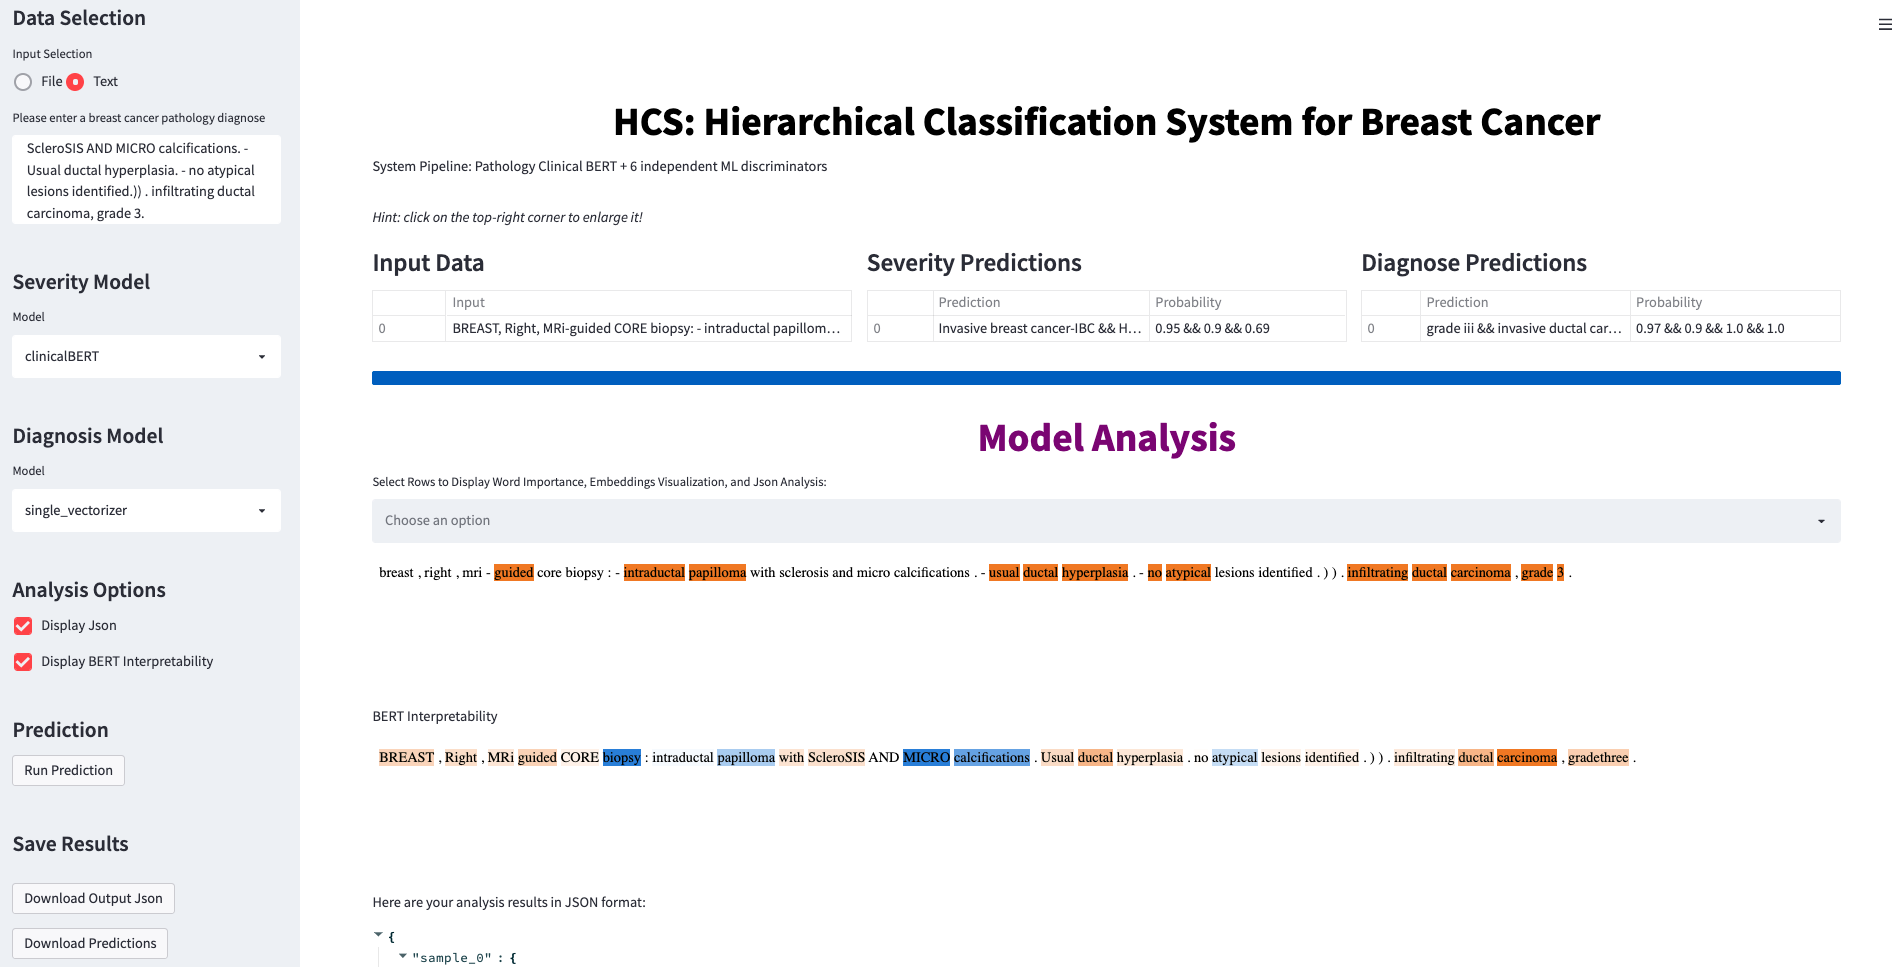 Data Selection
Input Selection
File Text
Please enter a breast cancer pathology diagnose
ScleroSIS AND MICRO calcifications. -
Usual ductal hyperplasia. - no atypical
lesions identified.)) . infiltrating ductal
carcinoma, grade 3.
Severity Model
Model
clinicalBERT
Diagnosis Model
Model
single_vectorizer
Analysis Options
Display Json
Display BERT Interpretability
Prediction
Run Prediction
Save Results
Download Output Json
Download Predictions
HCS: Hierarchical Classification System for Breast Cancer
System Pipeline: Pathology Clinical BERT + 6 independent ML discriminators
Hint: click on the top-right corner to enlarge it!
Input Data
Input
0 BREAST, Right, MRi-guided CORE biopsy: - intraductal papillom…
Severity Predictions
Prediction Probability
0 Invasive breast cancer-IBC && H… 0.95 && 0.9 && 0.69
Diagnose Predictions
Prediction Probability
0 grade iii && invasive ductal car… 0.97 && 0.9 && 1.0 && 1.0
Model Analysis
Select Rows to Display Word Importance, Embeddings Visualization, and Json Analysis:
Choose an option
breast , right , mri - guided core biopsy : - intraductal papilloma with sclerosis and micro calcifications . - usual ductal hyperplasia . - no atypical lesions identified . ) ) . infiltrating ductal carcinoma , grade 3 .
BERT Interpretability
BREAST , Right , MRi guided CORE biopsy : intraductal papilloma with ScleroSIS AND MICRO calcifications . Usual ductal hyperplasia . no atypical lesions identified . ) ) . infiltrating ductal carcinoma , gradethree .
Here are your analysis results in JSON format:
{
"sample_0" : {